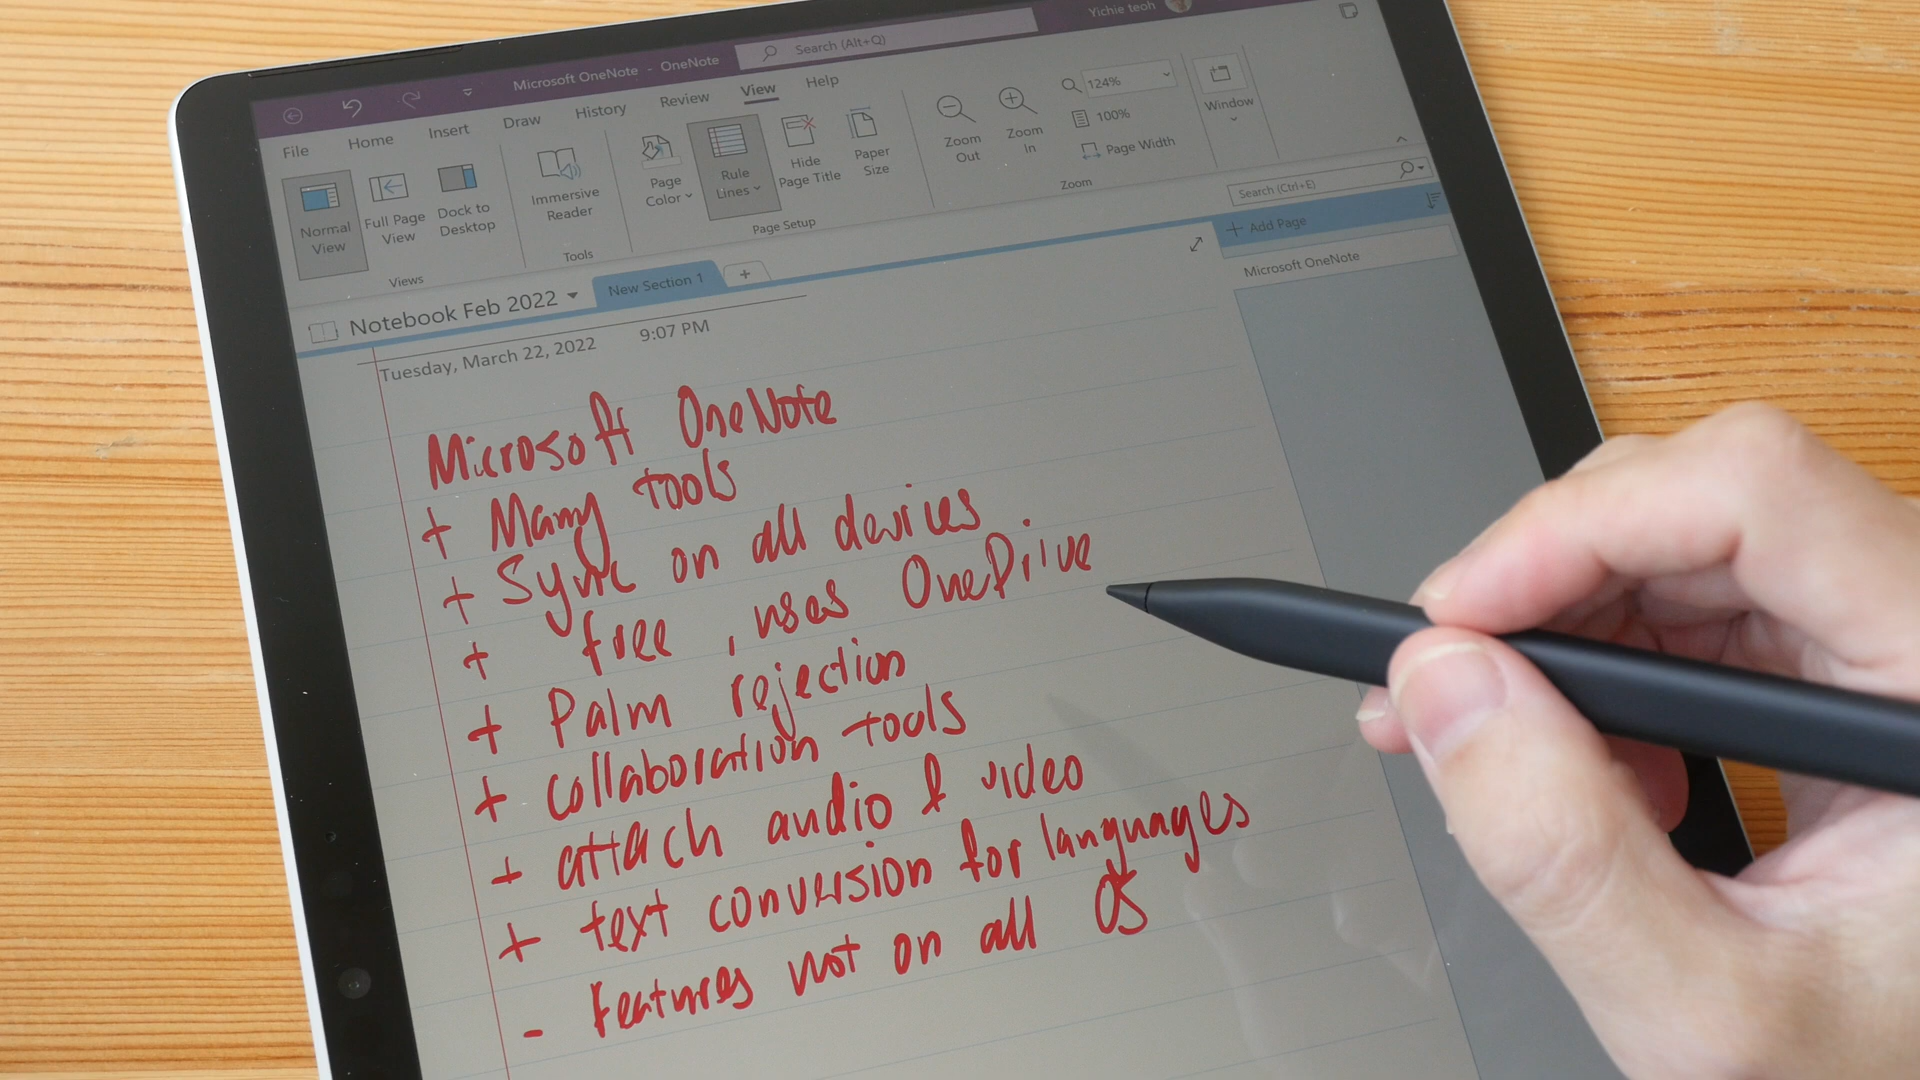 Microsoft OneNote - OneNote
Search (Alt+Q)
Yichie teoh
File Home Insert Draw History Review View Help
Normal View
Full Page View
Dock to Desktop
Views
Immersive Reader
Tools
Page Color
Rule Lines
Hide Page Title
Paper Size
Page Setup
Zoom Out
Zoom In
124%
100%
Page Width
Zoom
Window
Notebook Feb 2022
New Section 1
+
Search (Ctrl+E)
+ Add Page
Microsoft OneNote
Tuesday, March 22, 2022 9:07 PM
Microsoft OneNote
+ Many tools
+ Sync on all devices
+ free, uses OneDrive
+ Palm rejection
+ collaboration tools
+ attach audio & video
+ text conversion for languages
- features not on all OS